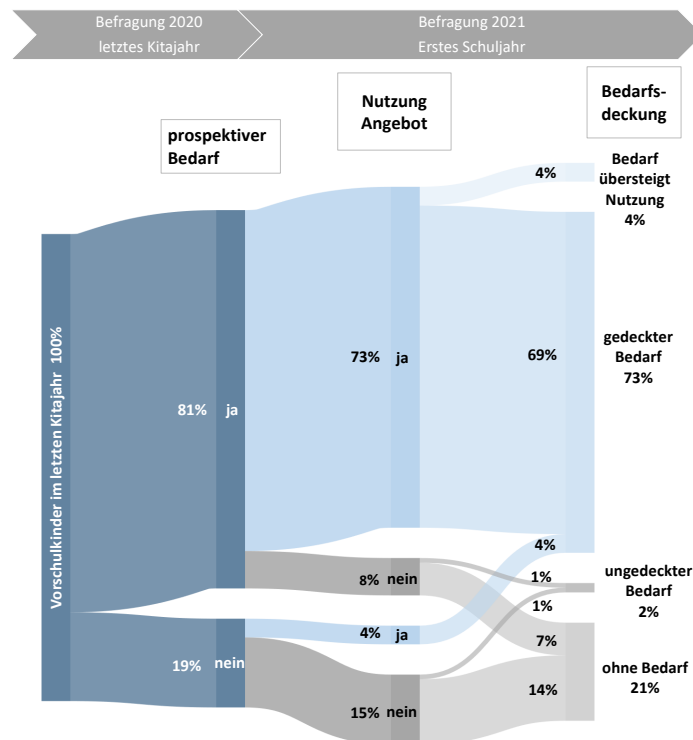 Befragung 2020
letztes Kitajahr
Befragung 2021
Erstes Schuljahr
prospektiver
Bedarf
Nutzung
Angebot
Bedarfs-
deckung
Vorschulkinder im letzten Kitajahr 100%
81% ja
19% nein
73% ja
8% nein
4% ja
15% nein
4%
69%
4%
1%
1%
7%
14%
Bedarf
übersteigt
Nutzung
4%
gedeckter
Bedarf
73%
ungedeckter
Bedarf
2%
ohne Bedarf
21%